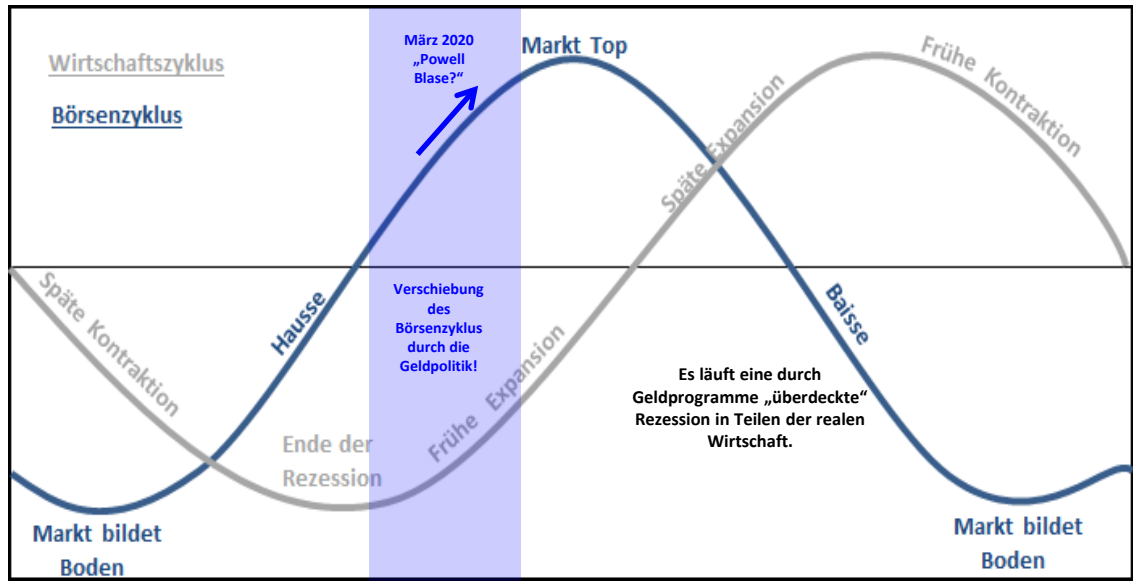 Wirtschaftszyklus
Börsenzyklus
März 2020
„Powell
Blase?“
Markt Top
Frühe Kontraktion
Späte Expansion
Späte Kontraktion
Hausse
Verschiebung
des
Börsenzyklus
durch die
Geldpolitik!
Frühe Expansion
Baisse
Es läuft eine durch
Geldprogramme „überdeckte“
Rezession in Teilen der realen
Wirtschaft.
Ende der
Rezession
Markt bildet
Boden
Markt bildet
Boden